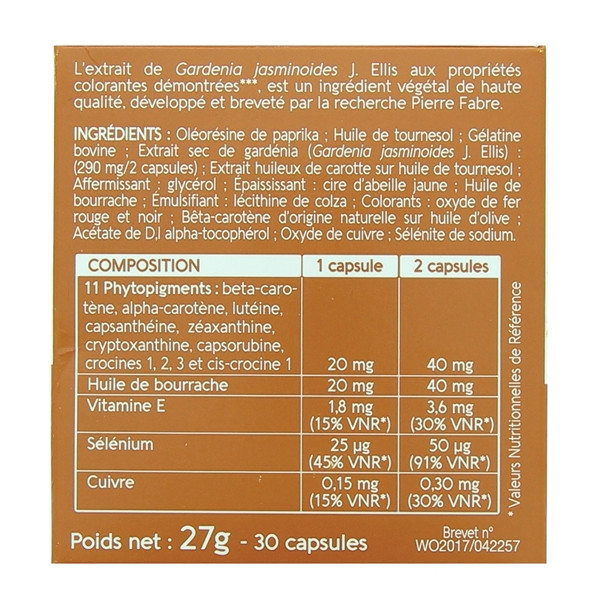 L'extrait de Gardenia jasminoides J. Ellis aux propriétés
colorantes démontrées***, est un ingrédient végétal de haute
qualité, développé et breveté par la recherche Pierre Fabre.
INGRÉDIENTS : Oléorésine de paprika ; Huile de tournesol ; Gélatine
bovine ; Extrait sec de gardénia (Gardenia jasminoides J. Ellis) :
(290 mg/2 capsules) ; Extrait huileux de carotte sur huile de tournesol ;
Affermissant : glycérol ; Épaississant : cire d'abeille jaune ; Huile de
bourrache ; Émulsifiant : lécithine de colza ; Colorants : oxyde de fer
rouge et noir ; Bêta-carotène d'origine naturelle sur huile d'olive ;
Acétate de D,l alpha-tocophérol ; Oxyde de cuivre ; Sélénite de sodium.
COMPOSITION 1 capsule 2 capsules
11 Phytopigments : beta-caro-
tène, alpha-carotène, lutéine,
capsanthéine, zéaxanthine,
cryptoxanthine, capsorubine,
crocines 1, 2, 3 et cis-crocine 1 20 mg 40 mg
Huile de bourrache 20 mg 40 mg
Vitamine E 1,8 mg 3,6 mg
(15% VNR*) (30% VNR*)
Sélénium 25 µg 50 µg
(45% VNR*) (91% VNR*)
Cuivre 0,15 mg 0,30 mg
(15% VNR*) (30% VNR*)
* Valeurs Nutritionnelles de Référence
Poids net : 27g - 30 capsules
Brevet n°
WO2017/042257